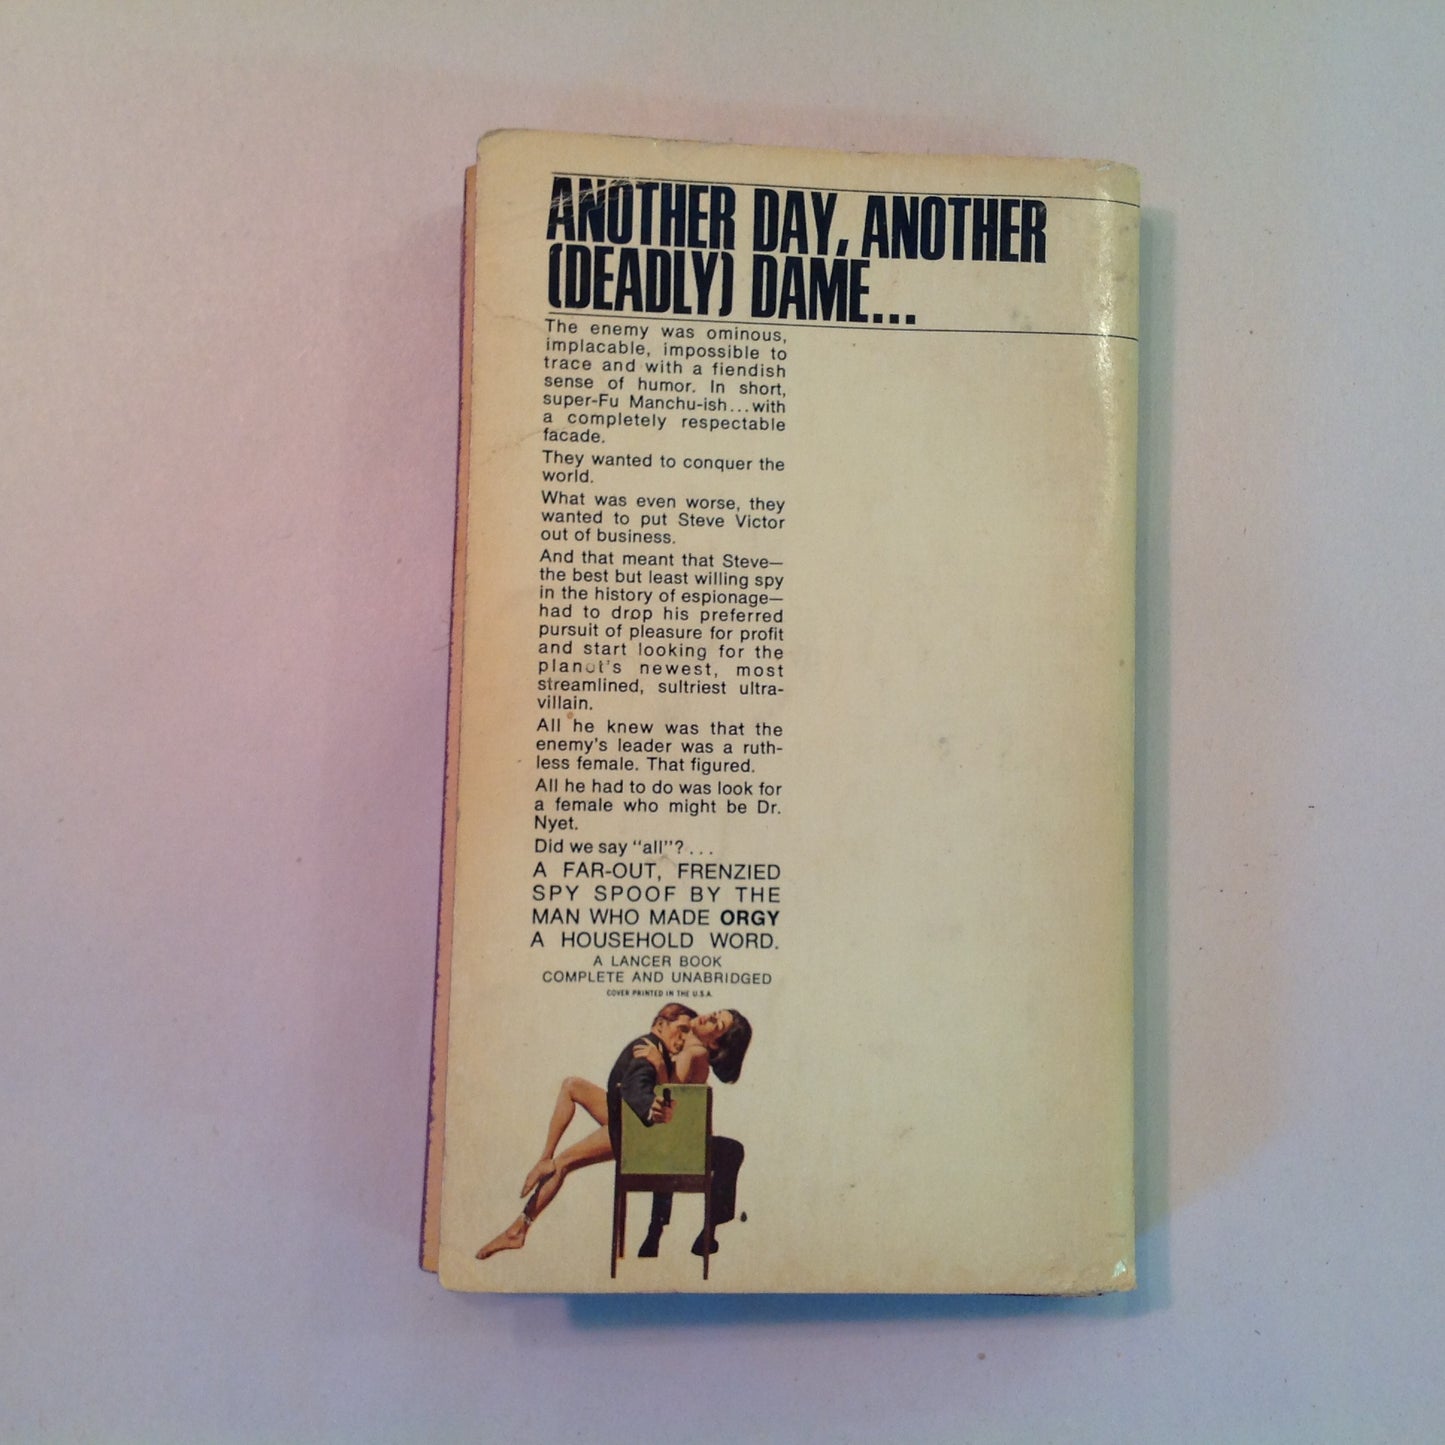 ANOTHER DAY, ANOTHER
(DEADLY) DAME...
The enemy was ominous,
implacable, impossible to
trace and with a fiendish
sense of humor. In short,
super-Fu Manchu-ish...with
a completely respectable
facade.
They wanted to conquer the
world.
What was even worse, they
wanted to put Steve Victor
out of business.
And that meant that Steve—
the best but least willing spy
in the history of espionage—
had to drop his preferred
pursuit of pleasure for profit
and start looking for the
planet's newest, most
streamlined, sultriest ultra-
villain.
All he knew was that the
enemy's leader was a ruth-
less female. That figured.
All he had to do was look for
a female who might be Dr.
Nyet.
Did we say "all"? ...
A FAR-OUT, FRENZIED
SPY SPOOF BY THE
MAN WHO MADE ORGY
A HOUSEHOLD WORD.
A LANCER BOOK
COMPLETE AND UNABRIDGED
COVER PRINTED IN THE U.S.A.